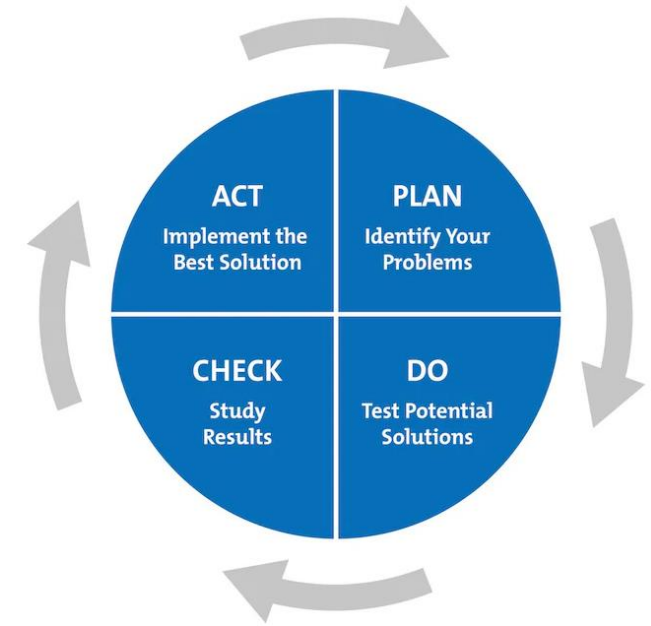 ACT
Implement the
Best Solution
PLAN
Identify Your
Problems
CHECK
Study
Results
DO
Test Potential
Solutions